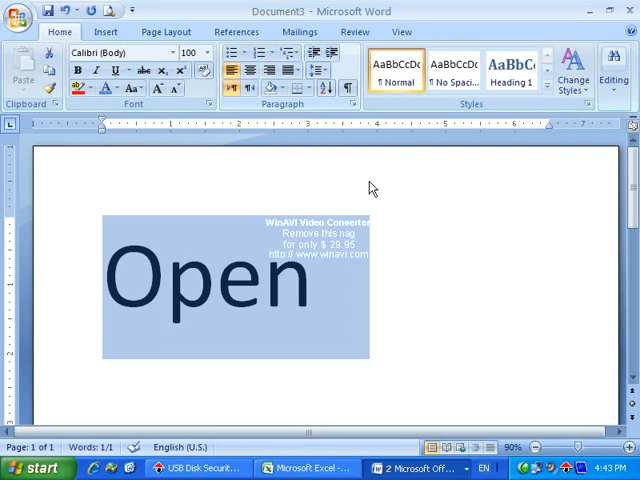 Document3 - Microsoft Word
Home Insert Page Layout References Mailings Review View
Calibri (Body) 100
AaBbCcDc AaBbCcDc AaBbC
Paste
¶ Normal ¶ No Spaci... Heading 1
Change Styles
Editing
Clipboard Font Paragraph Styles
WinAVI Video Converter
Remove this nag
for only $ 29.95
http:// www.winavi.com
Open
Page: 1 of 1 Words: 1/1 English (U.S.) 90%
start USB Disk Securit... Microsoft Excel -... 2 Microsoft Off... EN 4:43 PM